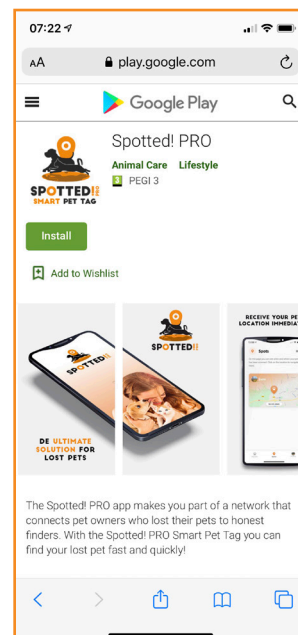 07:22
AA play.google.com
Google Play
Spotted! PRO
Animal Care Lifestyle
3 PEGI 3
SPOTTED!! PRO
SMART PET TAG
Install
Add to Wishlist
SPOTTED!!
DE ULTIMATE
SOLUTION FOR
LOST PETS
SPOTTED!!
RECEIVE YOUR PE
LOCATION IMMEDIA
Spots
The Spotted! PRO app makes you part of a network that
connects pet owners who lost their pets to honest
finders. With the Spotted! PRO Smart Pet Tag you can
find your lost pet fast and quickly!